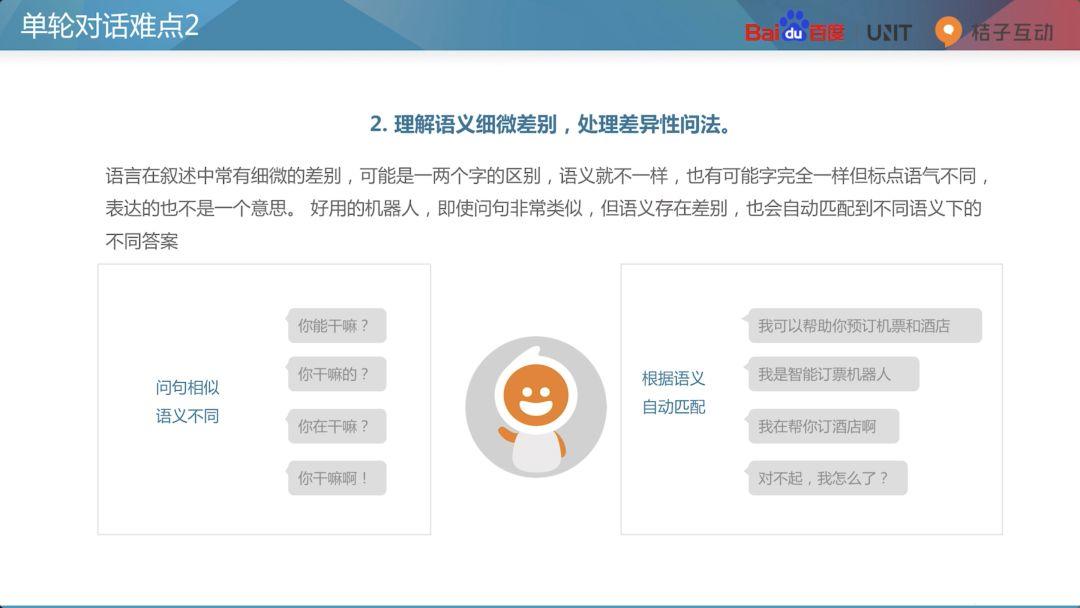 单轮对话难点2
Bai du 百度 UNIT 桔子互动
2. 理解语义细微差别，处理差异性问法。
语言在叙述中常有细微的差别，可能是一两个字的区别，语义就不一样，也有可能字完全一样但标点语气不同，
表达的也不是一个意思。 好用的机器人，即使问句非常类似，但语义存在差别，也会自动匹配到不同语义下的
不同答案
问句相似
语义不同
你能干嘛？
你干嘛的？
你在干嘛？
你干嘛啊！
根据语义
自动匹配
我可以帮助你预订机票和酒店
我是智能订票机器人
我在帮你订酒店啊
对不起，我怎么了？